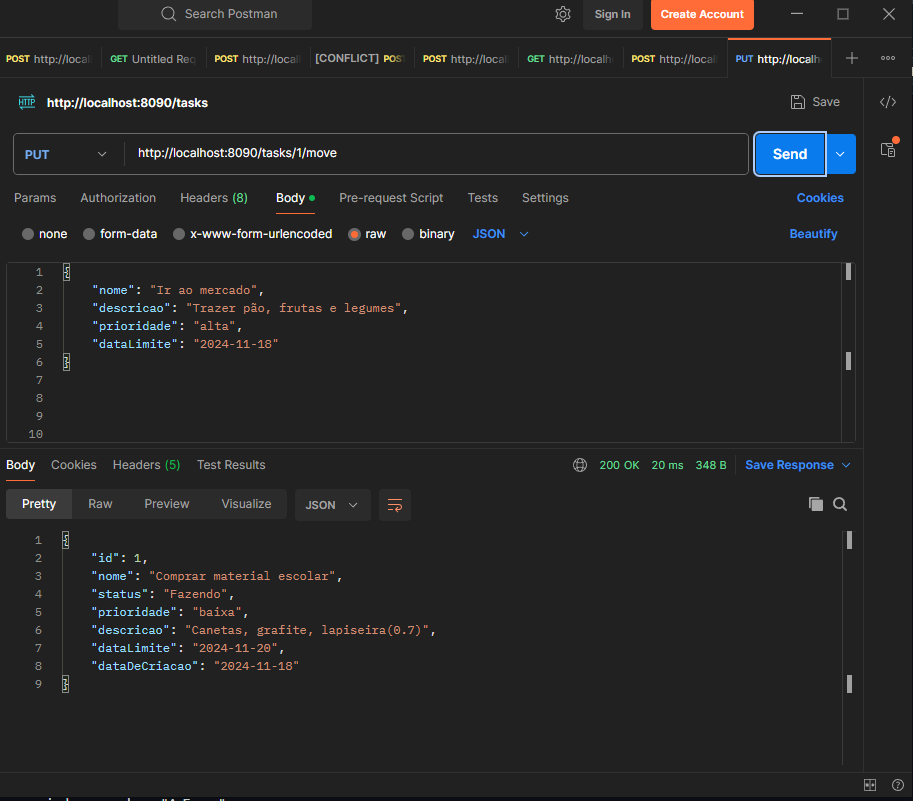 Search Postman
Sign In
Create Account
POST http://local
GET Untitled Req
POST http://local
[CONFLICT] POS
POST http://local
GET http://localh
POST http://local
PUT http://localh
HTTP http://localhost:8090/tasks
Save
PUT
http://localhost:8090/tasks/1/move
Send
Params Authorization Headers (8) Body Pre-request Script Tests Settings Cookies
none form-data x-www-form-urlencoded raw binary JSON Beautify
1 {
2 "nome": "Ir ao mercado",
3 "descricao": "Trazer pão, frutas e legumes",
4 "prioridade": "alta",
5 "dataLimite": "2024-11-18"
6 }
7
8
9
10
Body Cookies Headers (5) Test Results 200 OK 20 ms 348 B Save Response
Pretty Raw Preview Visualize JSON
1 {
2 "id": 1,
3 "nome": "Comprar material escolar",
4 "status": "Fazendo",
5 "prioridade": "baixa",
6 "descricao": "Canetas, grafite, lapiseira(0.7)",
7 "dataLimite": "2024-11-20",
8 "dataDeCriacao": "2024-11-18"
9 }